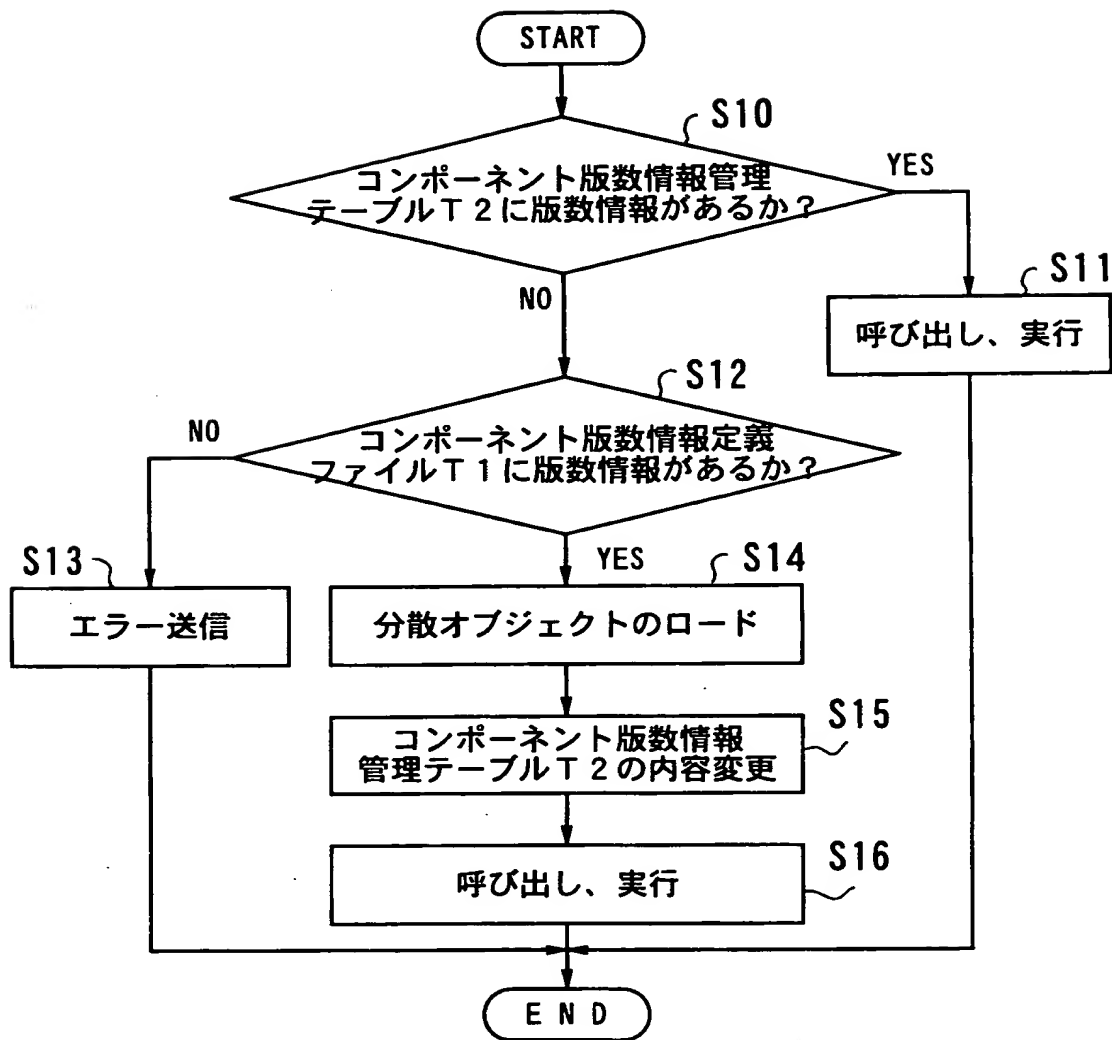 START
S10
コンポーネント版数情報管理
テーブルT2に版数情報があるか?
YES
NO
S11
呼び出し、実行
S12
コンポーネント版数情報定義
ファイルT1に版数情報があるか?
NO
YES
S13
エラー送信
S14
分散オブジェクトのロード
S15
コンポーネント版数情報
管理テーブルT2の内容変更
S16
呼び出し、実行
END